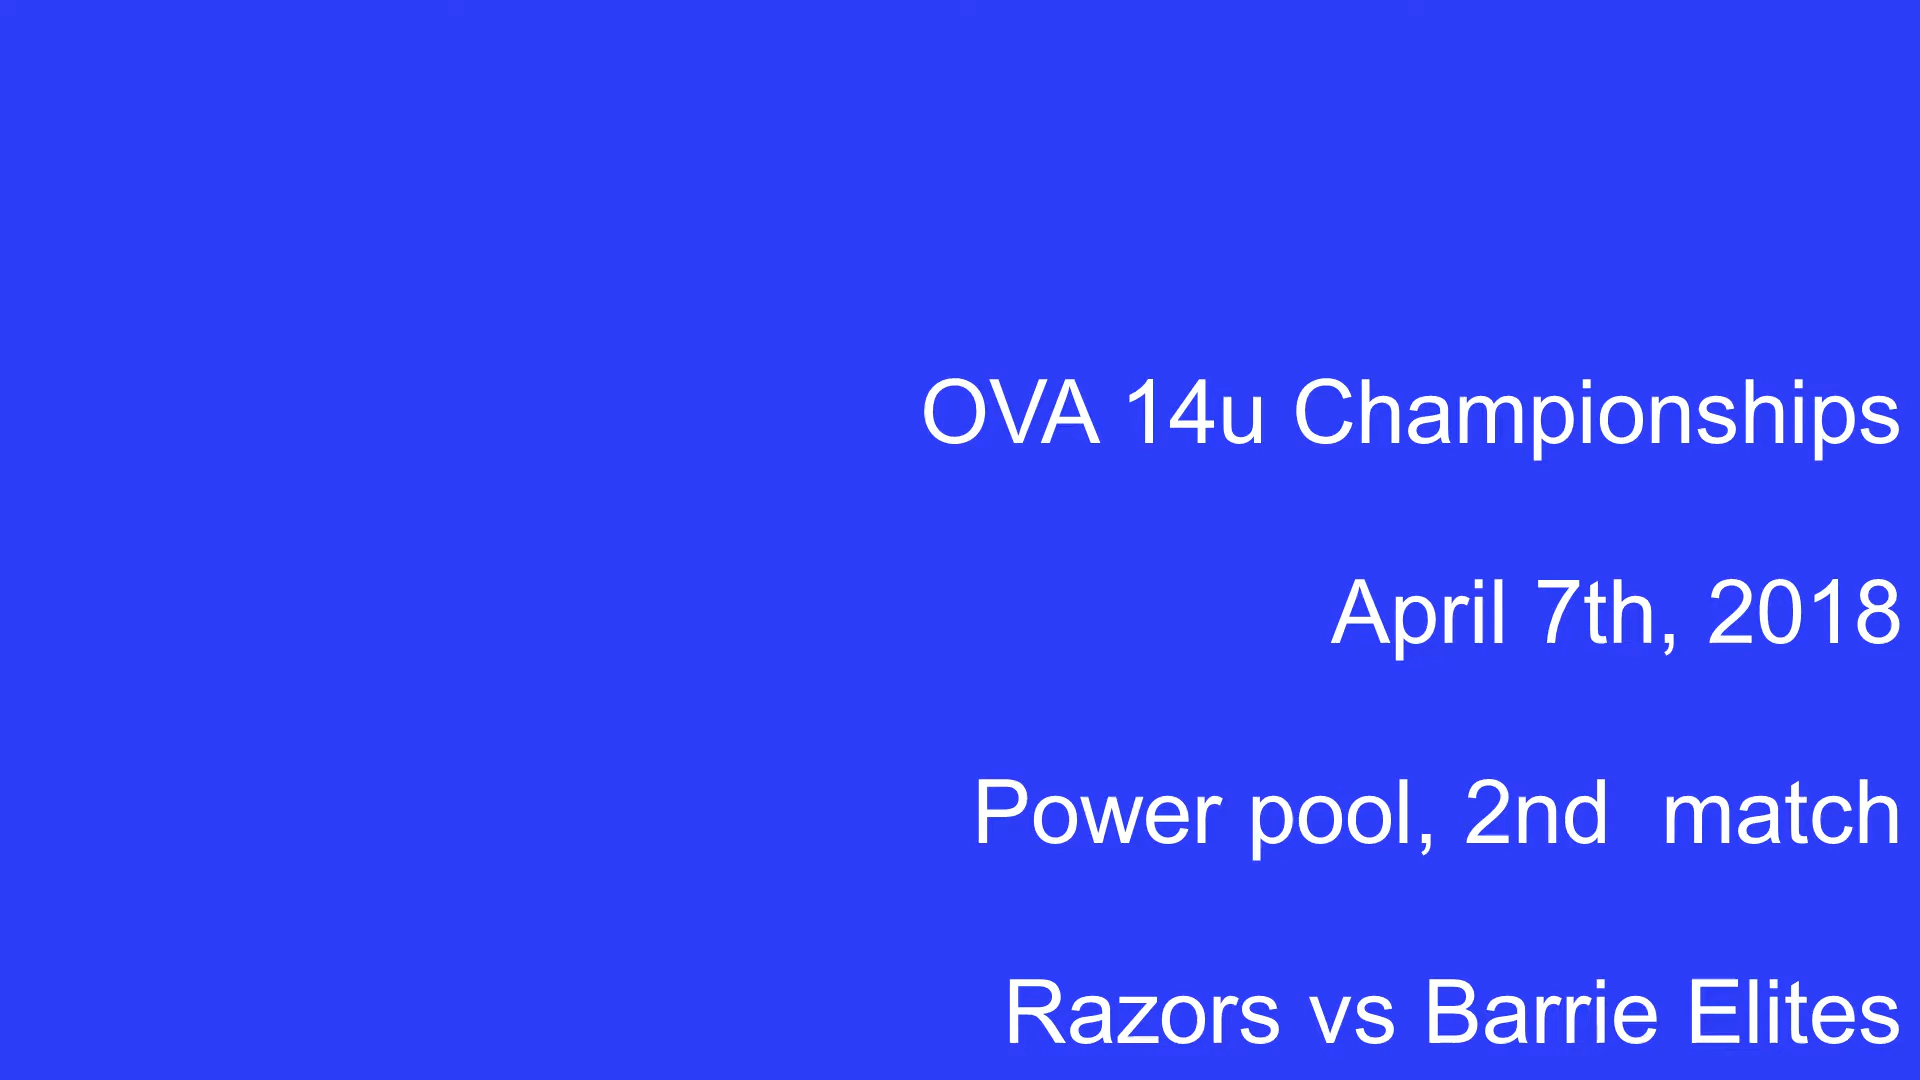 OVA 14u Championships
April 7th, 2018
Power pool, 2nd  match
Razors vs Barrie Elites